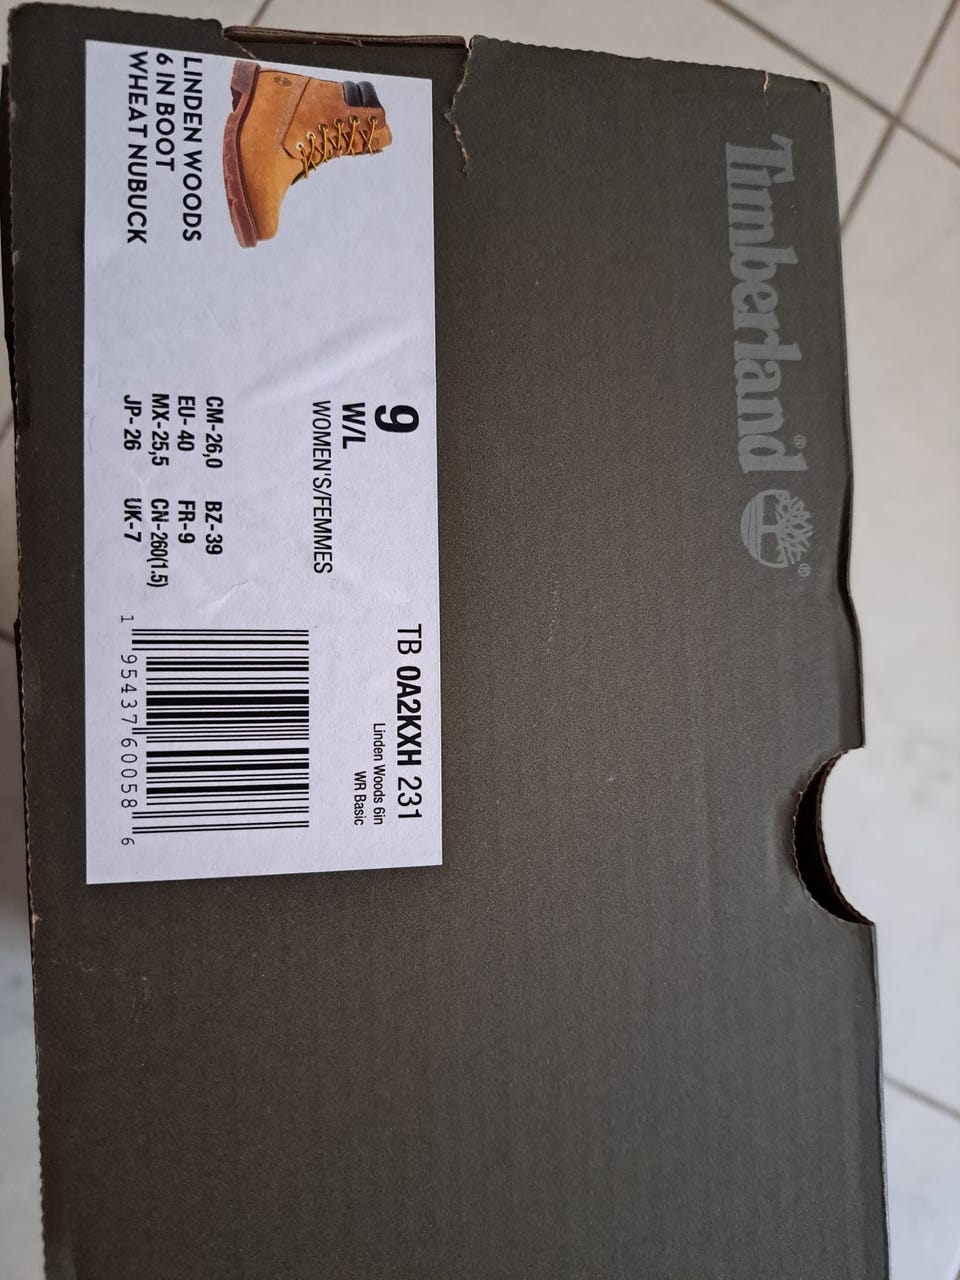 Timberland®
®
LINDEN WOODS
6 IN BOOT
WHEAT NUBUCK
9
W/L
WOMEN'S/FEMMES
CM-26,0 BZ-39
EU-40 FR-9
MX-25,5 CN-260(1.5)
JP-26 UK-7
TB 0A2KXH 231
Linden Woods 6in
WR Basic
1 95437 60058 6